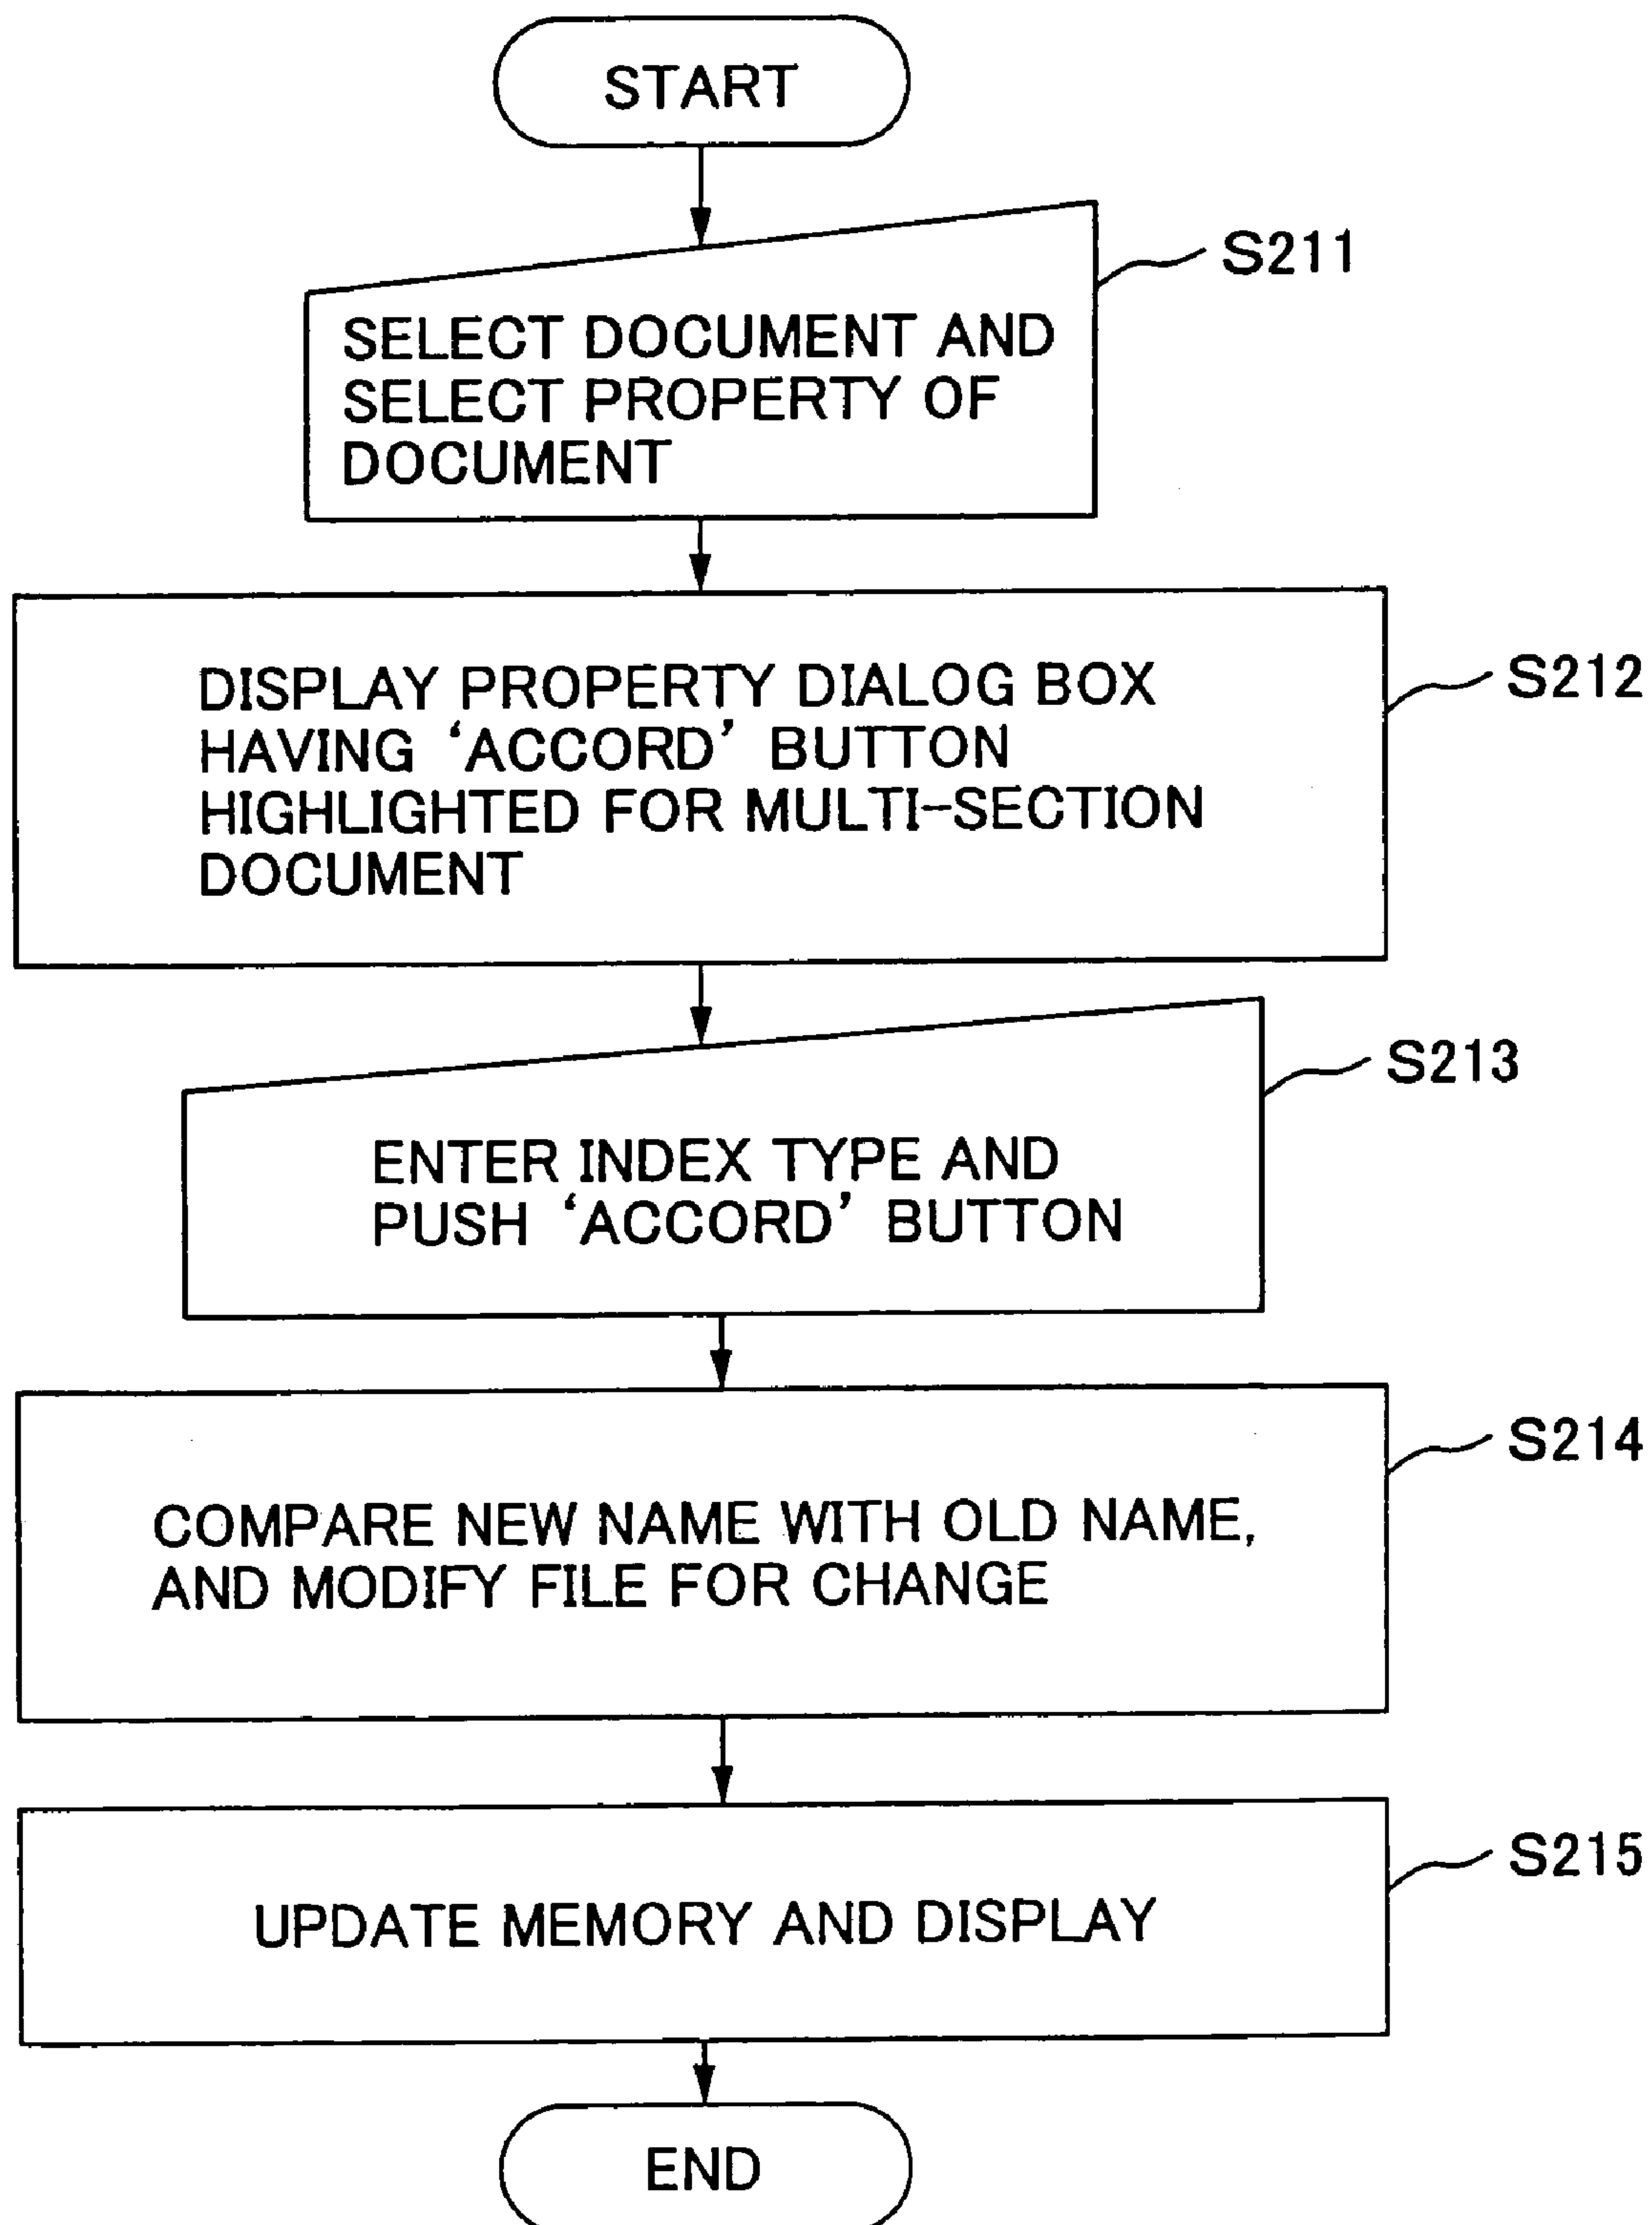 START
S211
SELECT DOCUMENT AND
SELECT PROPERTY OF
DOCUMENT
S212
DISPLAY PROPERTY DIALOG BOX
HAVING ‘ACCORD’ BUTTON
HIGHLIGHTED FOR MULTI-SECTION
DOCUMENT
S213
ENTER INDEX TYPE AND
PUSH ‘ACCORD’ BUTTON
S214
COMPARE NEW NAME WITH OLD NAME,
AND MODIFY FILE FOR CHANGE
S215
UPDATE MEMORY AND DISPLAY
END